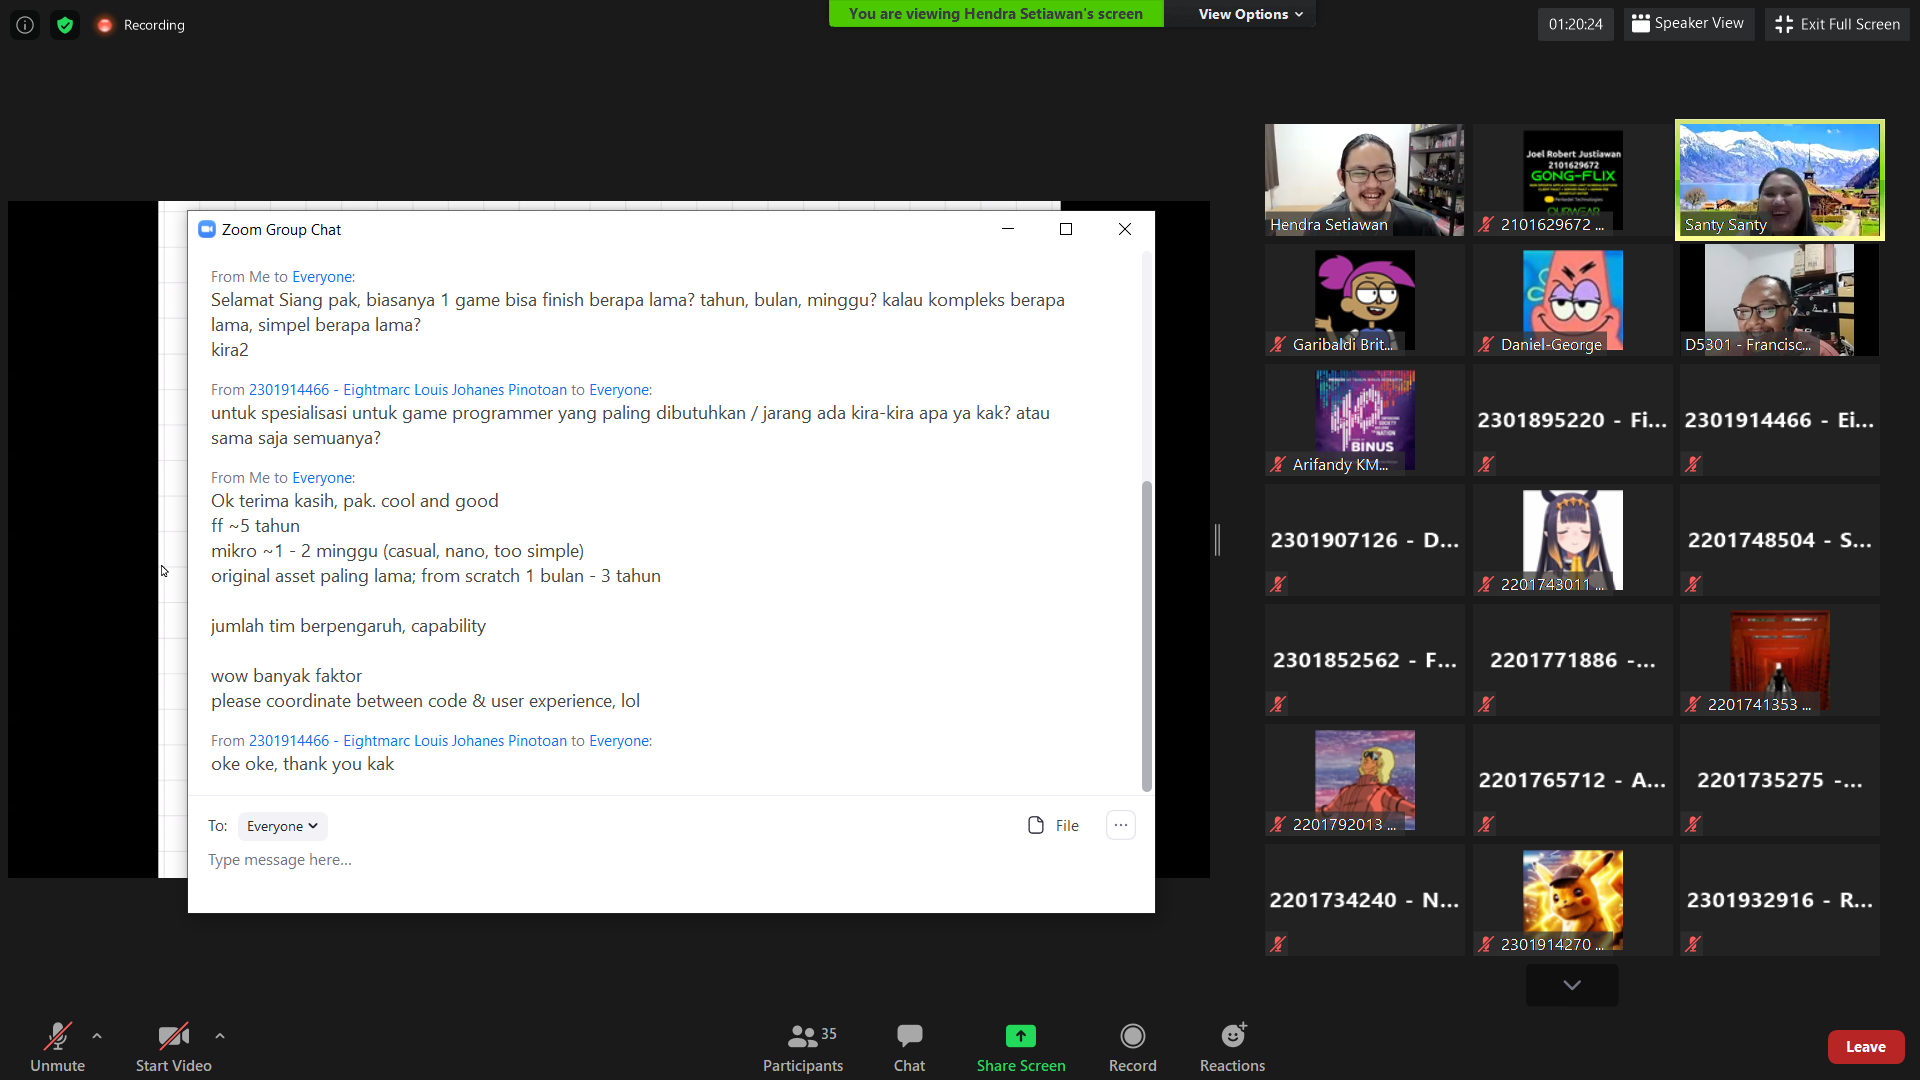 Recording
You are viewing Hendra Setiawan's screen
View Options
01:20:24
Speaker View
Exit Full Screen
Zoom Group Chat
From Me to Everyone:
Selamat Siang pak, biasanya 1 game bisa finish berapa lama? tahun, bulan, minggu? kalau kompleks berapa
lama, simpel berapa lama?
kira2
From 2301914466 - Eightmarc Louis Johanes Pinotoan to Everyone:
untuk spesialisasi untuk game programmer yang paling dibutuhkan / jarang ada kira-kira apa ya kak? atau
sama saja semuanya?
From Me to Everyone:
Ok terima kasih, pak. cool and good
ff ~5 tahun
mikro ~1 - 2 minggu (casual, nano, too simple)
original asset paling lama; from scratch 1 bulan - 3 tahun
jumlah tim berpengaruh, capability
wow banyak faktor
please coordinate between code & user experience, lol
From 2301914466 - Eightmarc Louis Johanes Pinotoan to Everyone:
oke oke, thank you kak
To: Everyone
File
Type message here...
Hendra Setiawan
Joel Robert Justiawan
2101629672
GONG-FLIX
2101629672 ...
Santy Santy
Garibaldi Brit...
Daniel-George
D5301 - Francisc...
BINUS
Arifandy KM...
2301895220 - Fi...
2301914466 - Ei...
2301907126 - D...
2201743011 ...
2201748504 - S...
2301852562 - F...
2201771886 -...
2201741353 ...
2201792013 ...
2201765712 - A...
2201735275 -...
2201734240 - N...
2301914270 ...
2301932916 - R...
Unmute
Start Video
Participants
35
Chat
Share Screen
Record
Reactions
Leave